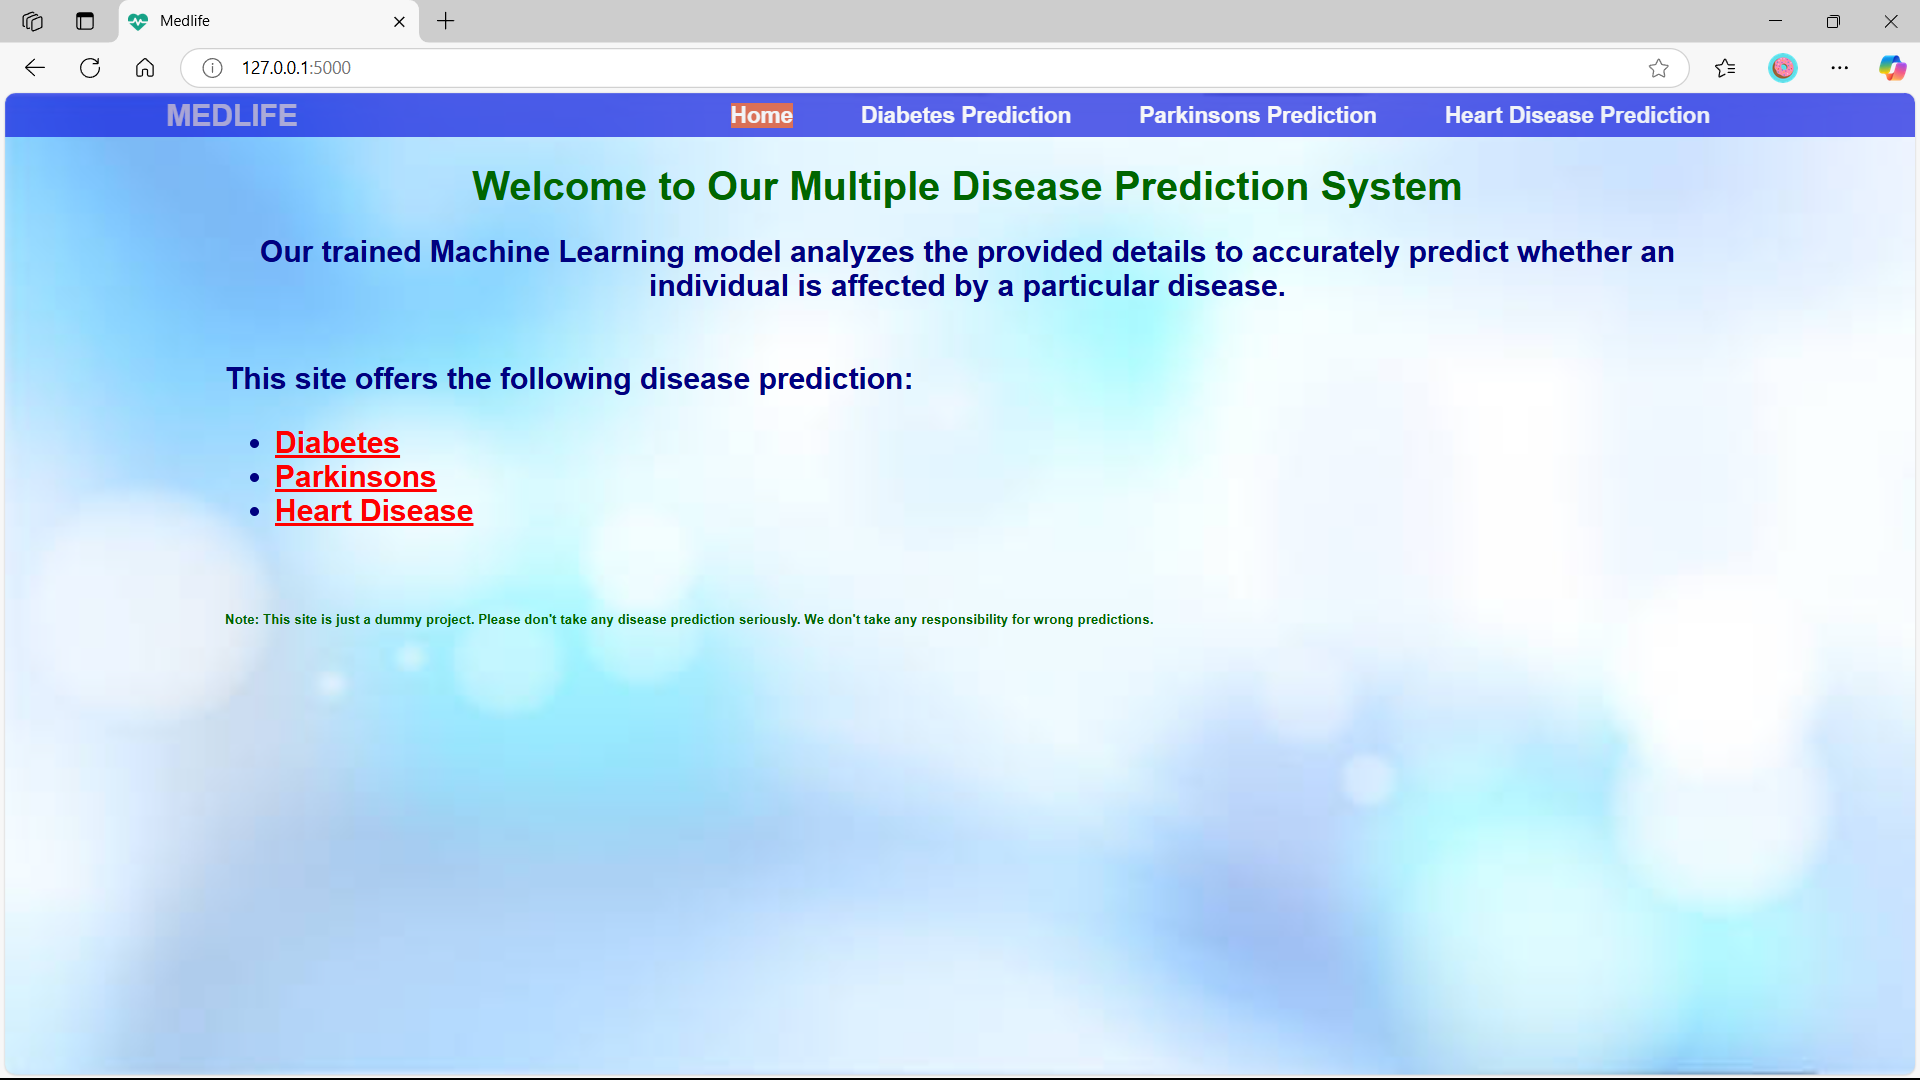 Medlife
127.0.0.1:5000
MEDLIFE
Home
Diabetes Prediction
Parkinsons Prediction
Heart Disease Prediction
Welcome to Our Multiple Disease Prediction System
Our trained Machine Learning model analyzes the provided details to accurately predict whether an
individual is affected by a particular disease.
This site offers the following disease prediction:
Diabetes
Parkinsons
Heart Disease
Note: This site is just a dummy project. Please don't take any disease prediction seriously. We don't take any responsibility for wrong predictions.